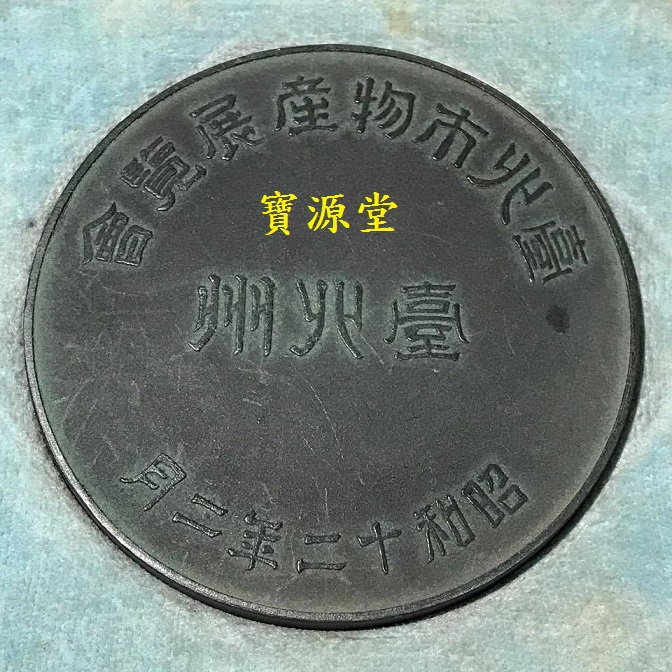 臺北市物産展覽會
寶源堂
臺北州
昭和十二年二月